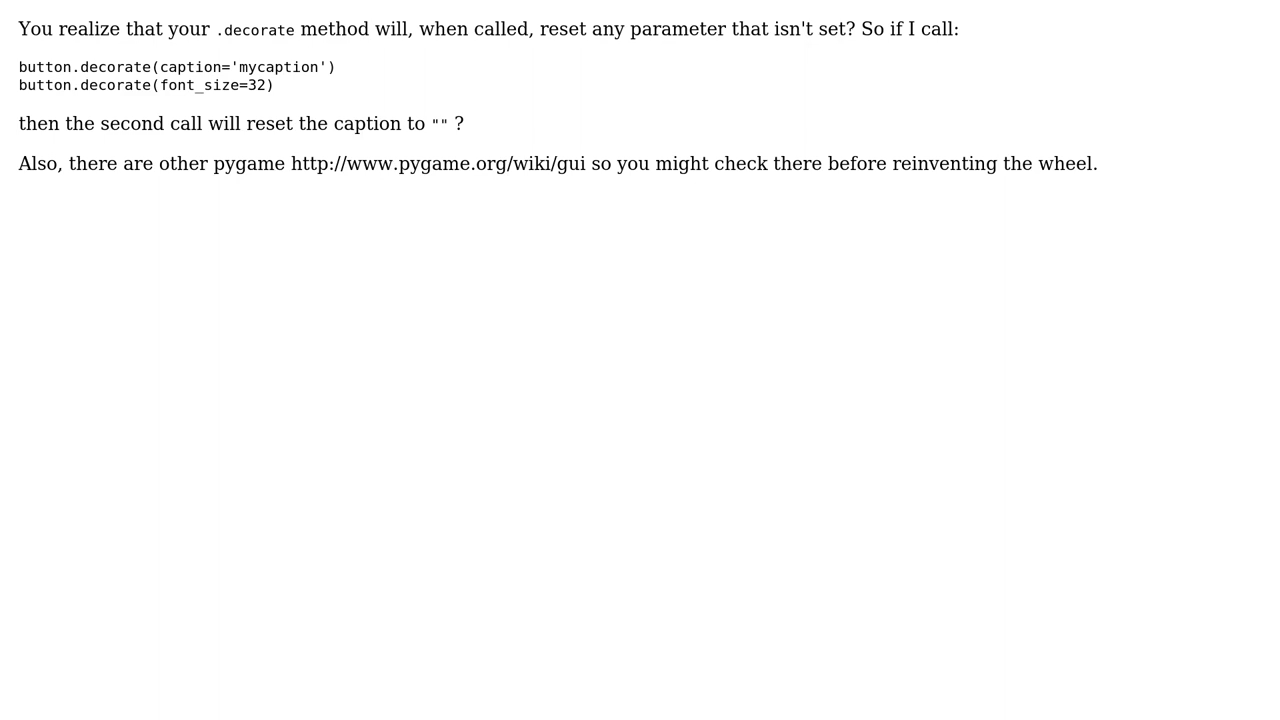 You realize that your .decorate method will, when called, reset any parameter that isn't set? So if I call:
button.decorate(caption='mycaption')
button.decorate(font_size=32)
then the second call will reset the caption to "" ?
Also, there are other pygame http://www.pygame.org/wiki/gui so you might check there before reinventing the wheel.